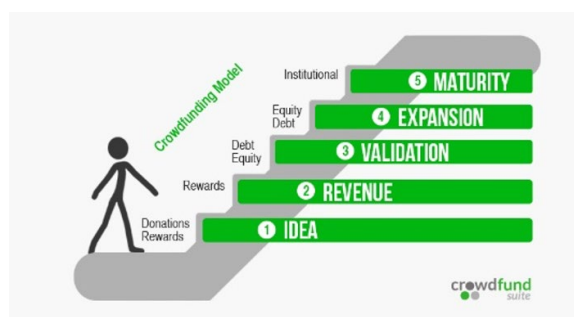 Crowdfunding Model
Institutional
5 MATURITY
Equity
Debt
4 EXPANSION
Debt
Equity
3 VALIDATION
Rewards
2 REVENUE
Donations
Rewards
1 IDEA
crowdfund
suite